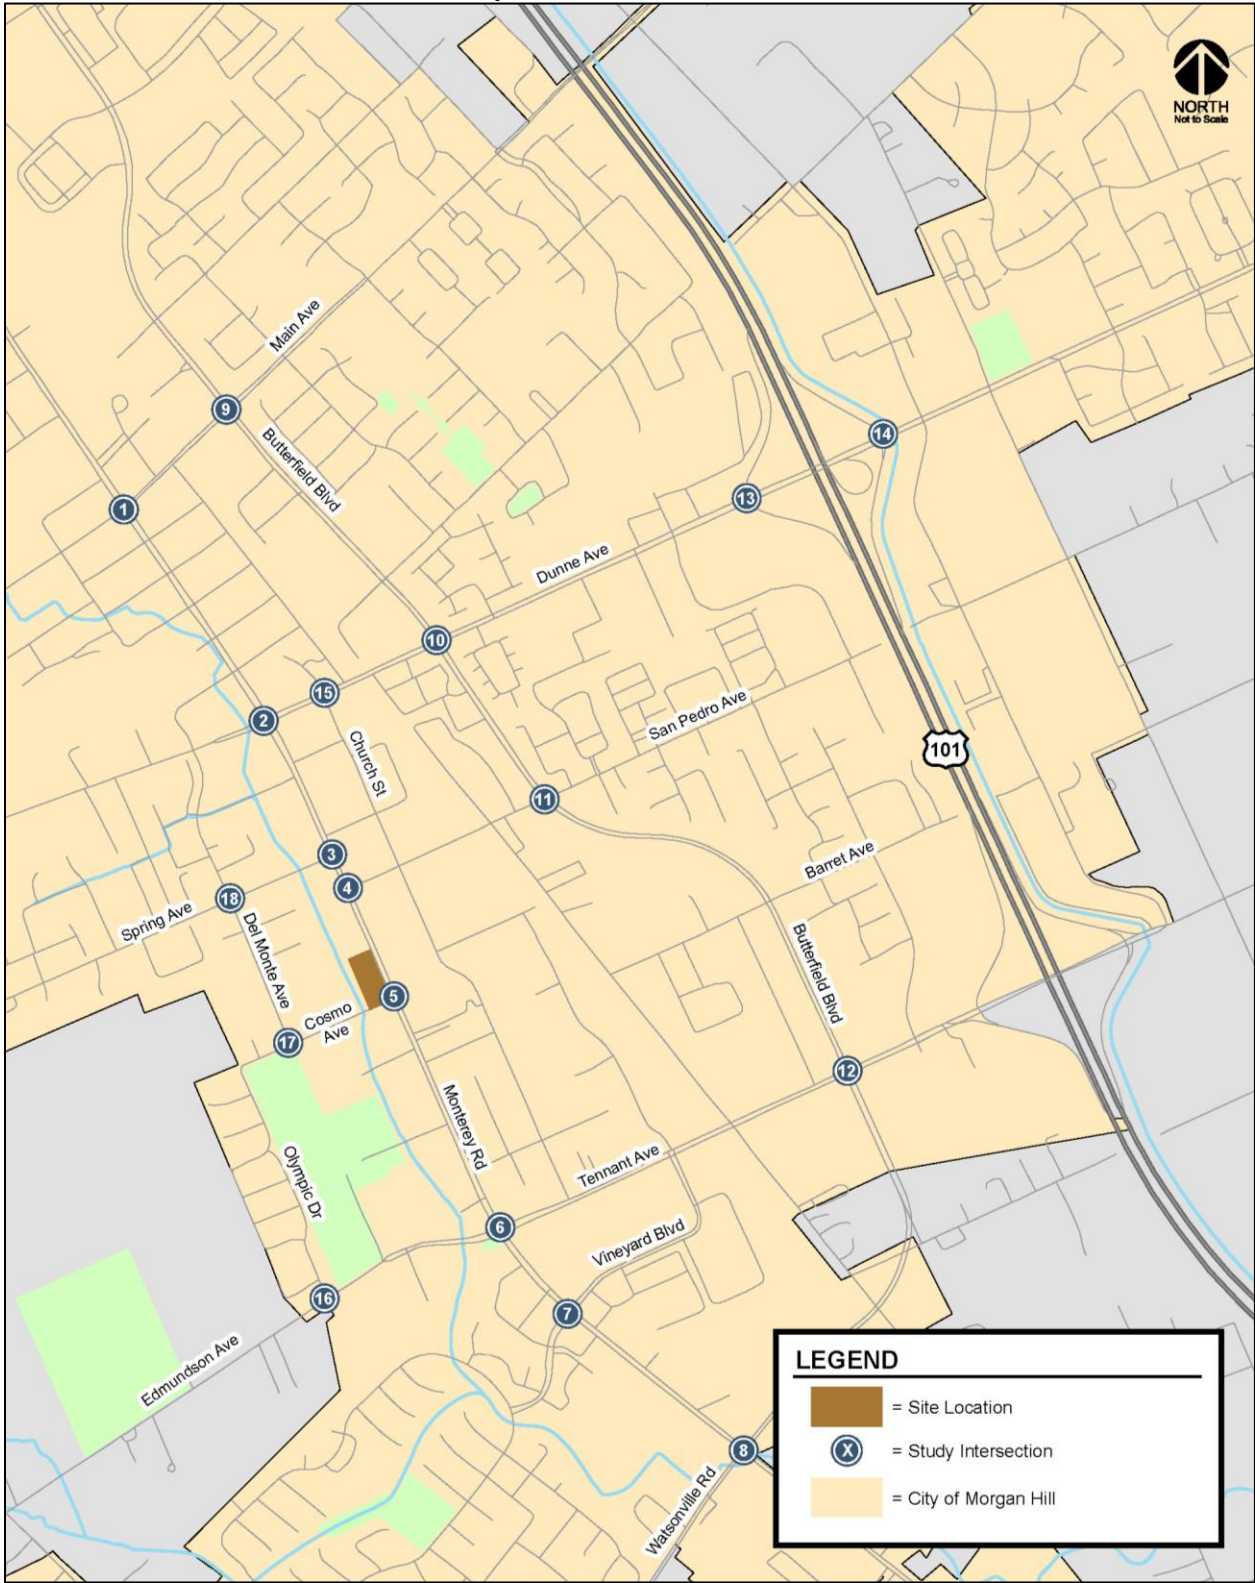 NORTH
Not to Scale
Main Ave
9
Butterfield Blvd
14
1
13
Dunne Ave
10
15
2
San Pedro Ave
Church St
101
11
3
Barret Ave
4
18
Spring Ave
Del Monte Ave
Butterfield Blvd
5
Cosmo
Ave
17
12
Monterey Rd
Tennant Ave
Olympic Dr
6
Vineyard Blvd
16
7
Edmundson Ave
8
Watsonville Rd
LEGEND
= Site Location
X = Study Intersection
= City of Morgan Hill